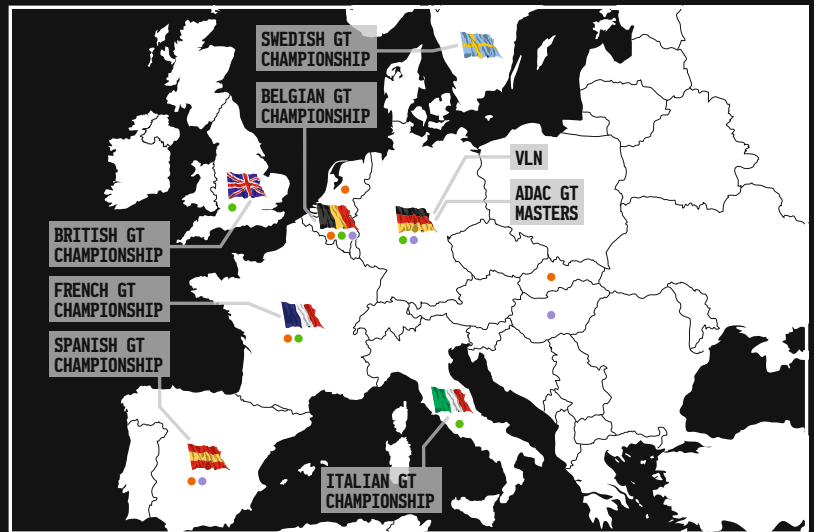 SWEDISH GT
CHAMPIONSHIP
BELGIAN GT
CHAMPIONSHIP
VLN
ADAC GT
MASTERS
BRITISH GT
CHAMPIONSHIP
FRENCH GT
CHAMPIONSHIP
SPANISH GT
CHAMPIONSHIP
ITALIAN GT
CHAMPIONSHIP